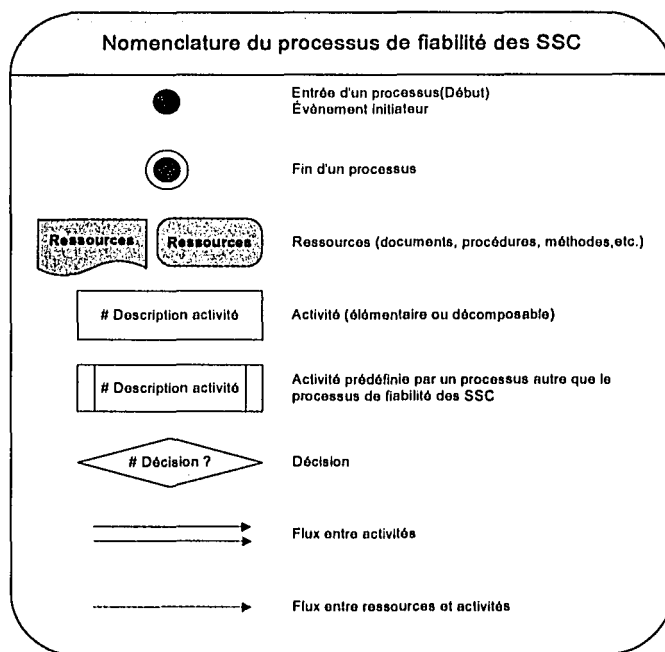 Nomenclature du processus de fiabilité des SSC
Entrée d'un processus(Début)
Évènement initiateur
Fin d'un processus
Ressources Ressources Ressources (documents, procédures, méthodes,etc.)
# Description activité Activité (élémentaire ou décomposable)
# Description activité Activité prédéfinie par un processus autre que le
processus de fiabilité des SSC
# Décision ? Décision
Flux entre activités
Flux entre ressources et activités